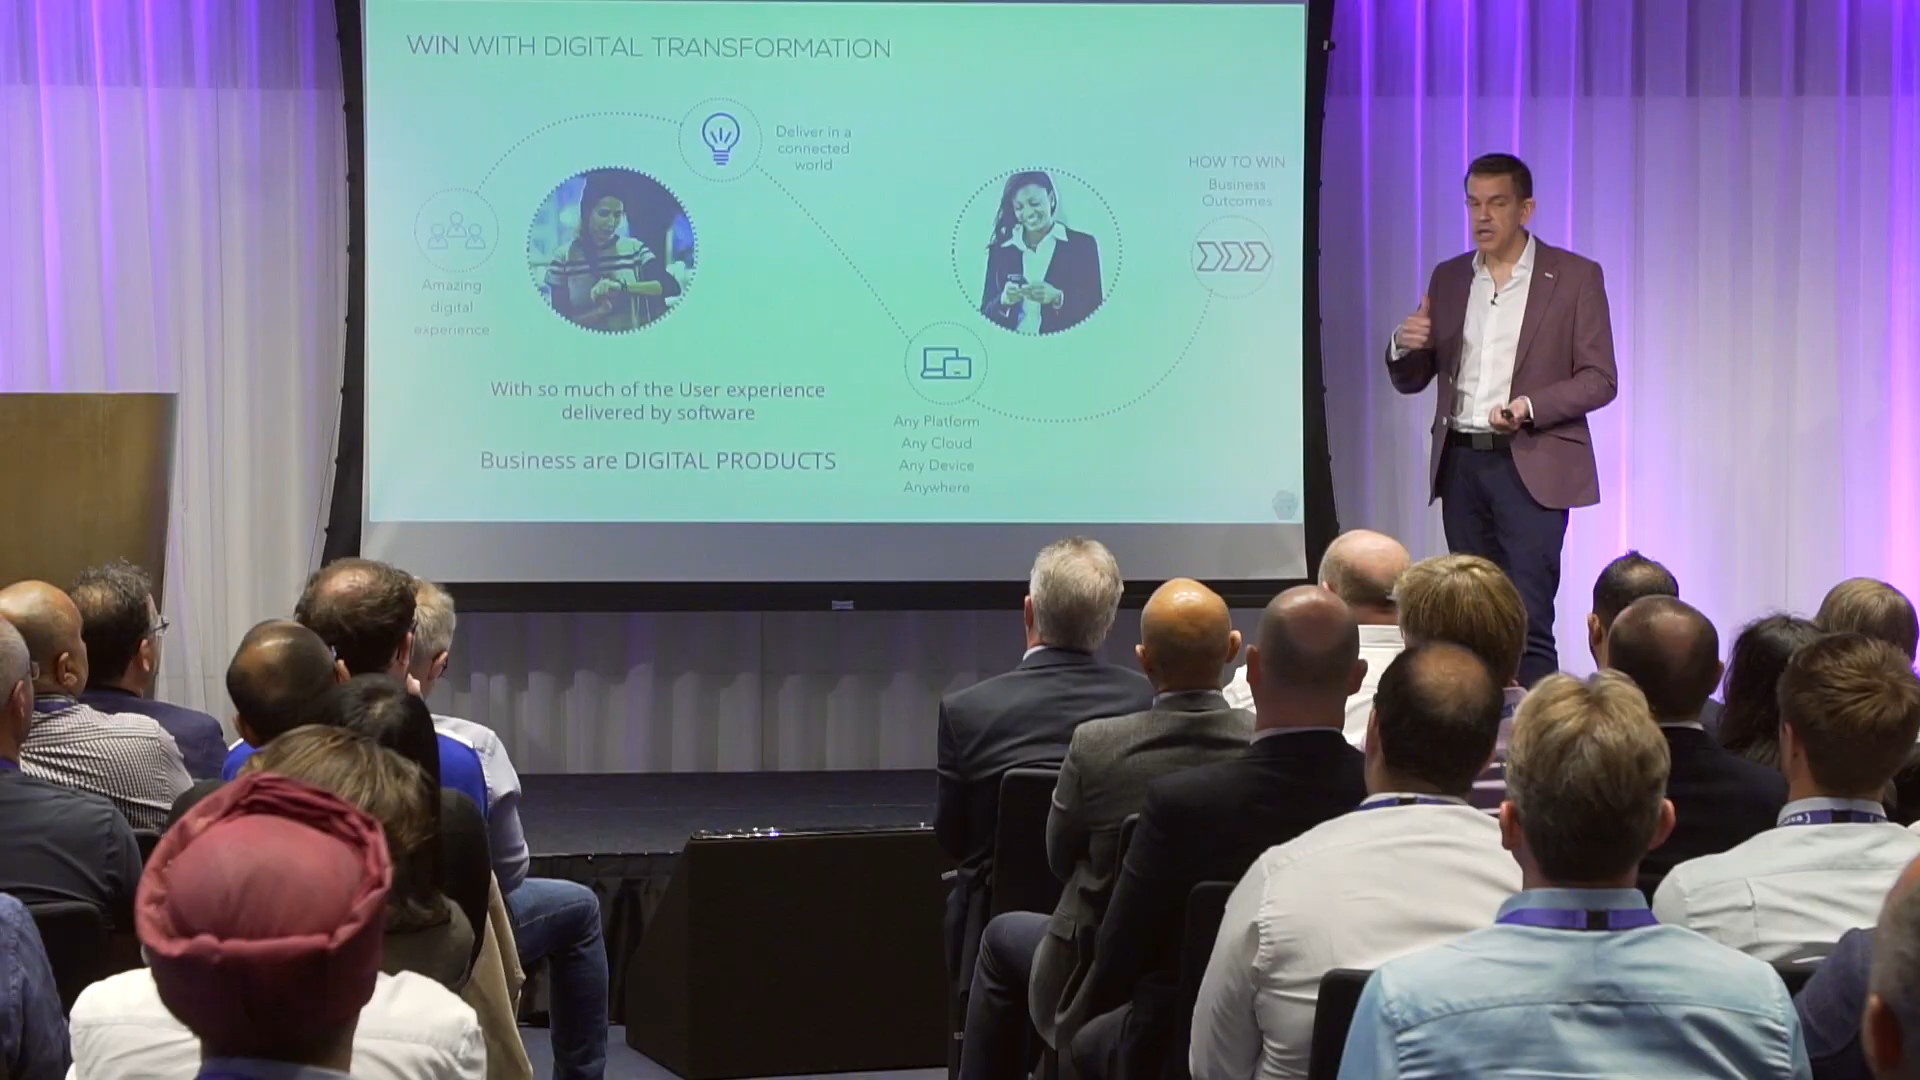 WIN WITH DIGITAL TRANSFORMATION
Deliver in a
connected
world
HOW TO WIN
Business
Outcomes
Amazing
digital
experience
With so much of the User experience
delivered by software
Business are DIGITAL PRODUCTS
Any Platform
Any Cloud
Any Device
Anywhere